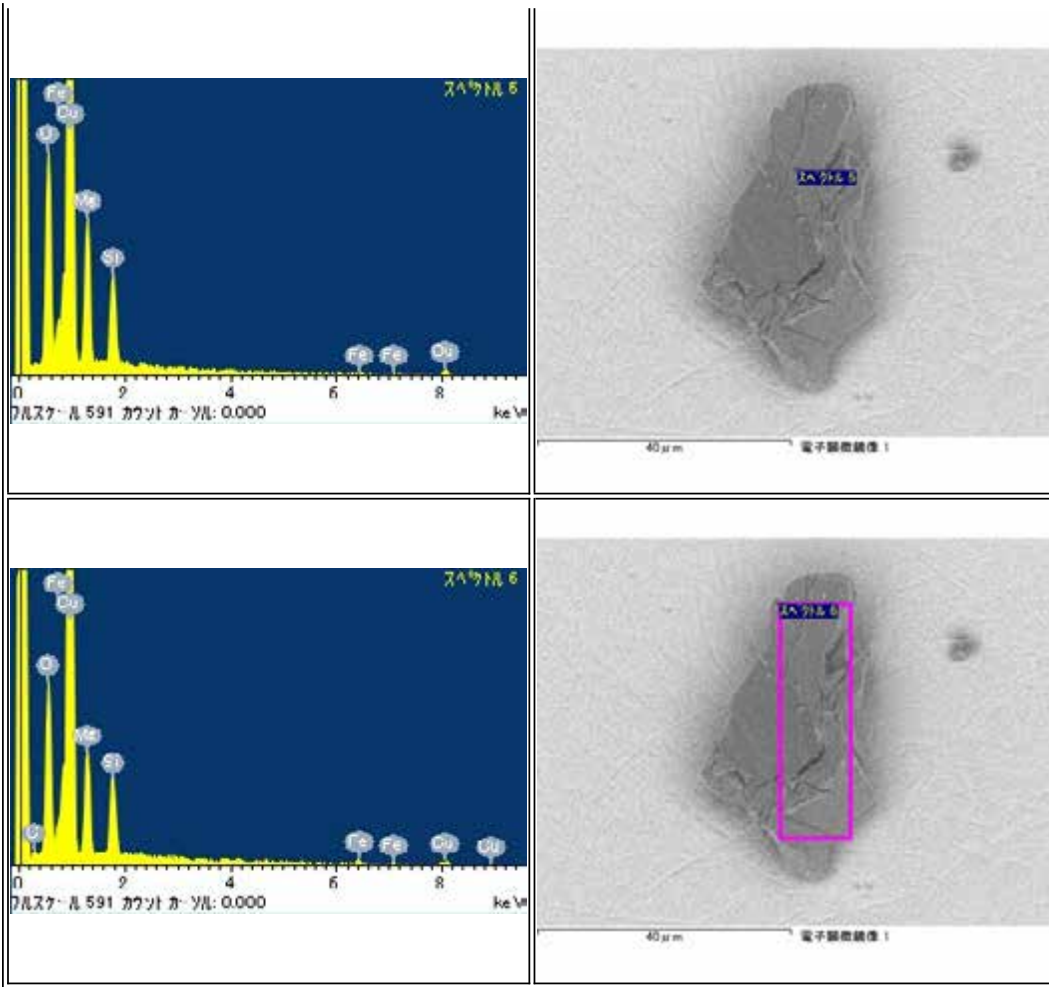 スペクトル 5
Fe
Cu
O
Mg
Si
Fe Fe Cu
0 2 4 6 8
フルスケール 591 カウント カーソル: 0.000 keV
スペクトル 5
40μm 電子顕微鏡像 1
スペクトル 6
Fe
Cu
O
Mg
Si
C
Fe Fe Cu Cu
0 2 4 6 8
フルスケール 591 カウント カーソル: 0.000 keV
スペクトル 6
40μm 電子顕微鏡像 1